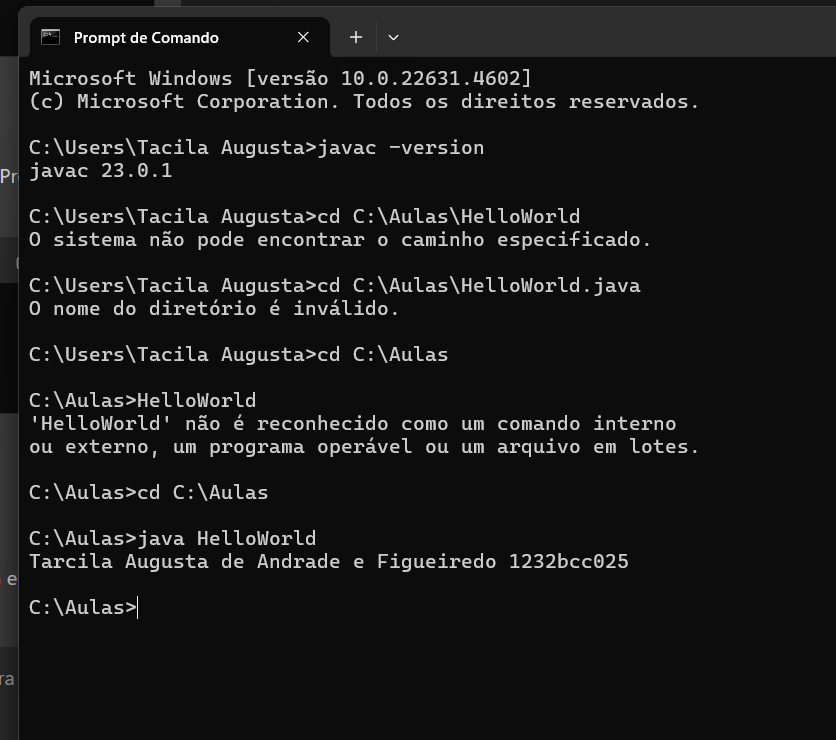 Prompt de Comando
Microsoft Windows [versão 10.0.22631.4602]
(c) Microsoft Corporation. Todos os direitos reservados.
C:\Users\Tacila Augusta>javac -version
javac 23.0.1
C:\Users\Tacila Augusta>cd C:\Aulas\HelloWorld
O sistema não pode encontrar o caminho especificado.
C:\Users\Tacila Augusta>cd C:\Aulas\HelloWorld.java
O nome do diretório é inválido.
C:\Users\Tacila Augusta>cd C:\Aulas
C:\Aulas>HelloWorld
'HelloWorld' não é reconhecido como um comando interno
ou externo, um programa operável ou um arquivo em lotes.
C:\Aulas>cd C:\Aulas
C:\Aulas>java HelloWorld
Tarcila Augusta de Andrade e Figueiredo 1232bcc025
C:\Aulas>